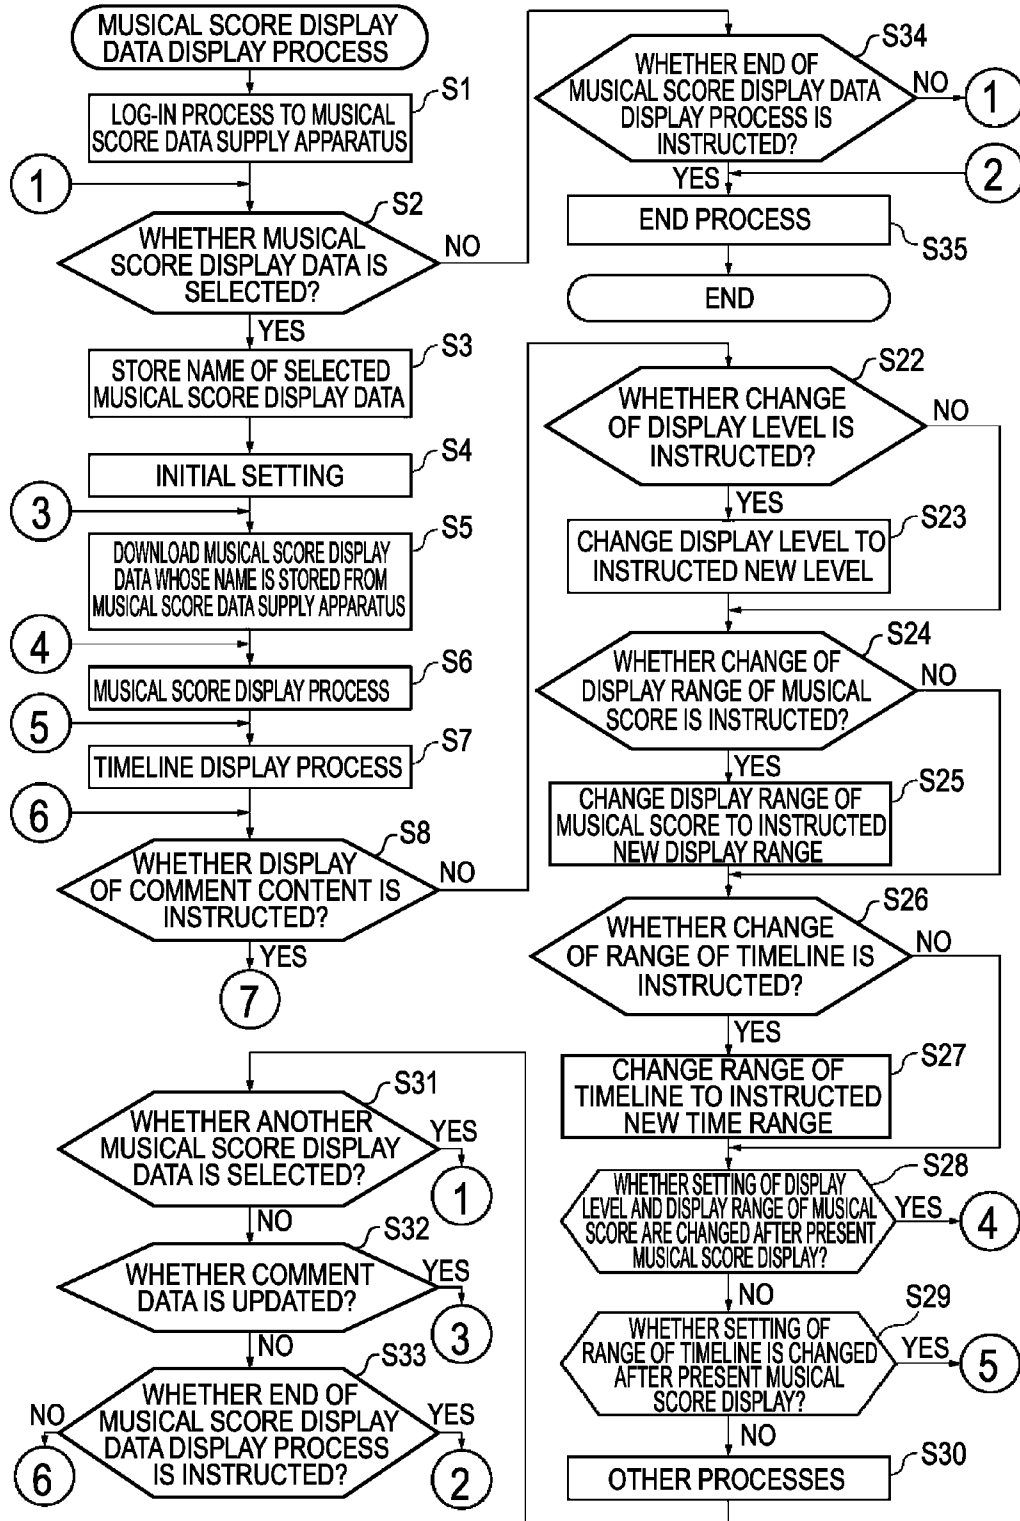 MUSICAL SCORE DISPLAY
DATA DISPLAY PROCESS
S1
LOG-IN PROCESS TO MUSICAL
SCORE DATA SUPPLY APPARATUS
1
S2
WHETHER MUSICAL
SCORE DISPLAY DATA IS
SELECTED?
NO
YES
S3
STORE NAME OF SELECTED
MUSICAL SCORE DISPLAY DATA
S4
INITIAL SETTING
3
S5
DOWNLOAD MUSICAL SCORE DISPLAY
DATA WHOSE NAME IS STORED FROM
MUSICAL SCORE DATA SUPPLY APPARATUS
4
S6
MUSICAL SCORE DISPLAY PROCESS
5
S7
TIMELINE DISPLAY PROCESS
6
S8
WHETHER DISPLAY
OF COMMENT CONTENT IS
INSTRUCTED?
NO
YES
7
S34
WHETHER END OF
MUSICAL SCORE DISPLAY DATA
DISPLAY PROCESS IS
INSTRUCTED?
NO
1
YES
2
END PROCESS
S35
END
S22
WHETHER CHANGE
OF DISPLAY LEVEL IS
INSTRUCTED?
NO
YES
S23
CHANGE DISPLAY LEVEL TO
INSTRUCTED NEW LEVEL
S24
WHETHER CHANGE OF
DISPLAY RANGE OF MUSICAL
SCORE IS INSTRUCTED?
NO
YES
S25
CHANGE DISPLAY RANGE OF
MUSICAL SCORE TO INSTRUCTED
NEW DISPLAY RANGE
S26
WHETHER CHANGE
OF RANGE OF TIMELINE IS
INSTRUCTED?
NO
YES
S27
CHANGE RANGE OF
TIMELINE TO INSTRUCTED
NEW TIME RANGE
S28
WHETHER SETTING OF DISPLAY
LEVEL AND DISPLAY RANGE OF MUSICAL
SCORE ARE CHANGED AFTER PRESENT
MUSICAL SCORE DISPLAY?
YES
4
NO
S29
WHETHER SETTING OF
RANGE OF TIMELINE IS CHANGED
AFTER PRESENT MUSICAL
SCORE DISPLAY?
YES
5
NO
S30
OTHER PROCESSES
S31
WHETHER ANOTHER
MUSICAL SCORE DISPLAY
DATA IS SELECTED?
YES
1
NO
S32
WHETHER COMMENT
DATA IS UPDATED?
YES
3
NO
S33
WHETHER END OF
MUSICAL SCORE DISPLAY
DATA DISPLAY PROCESS
IS INSTRUCTED?
NO
6
YES
2